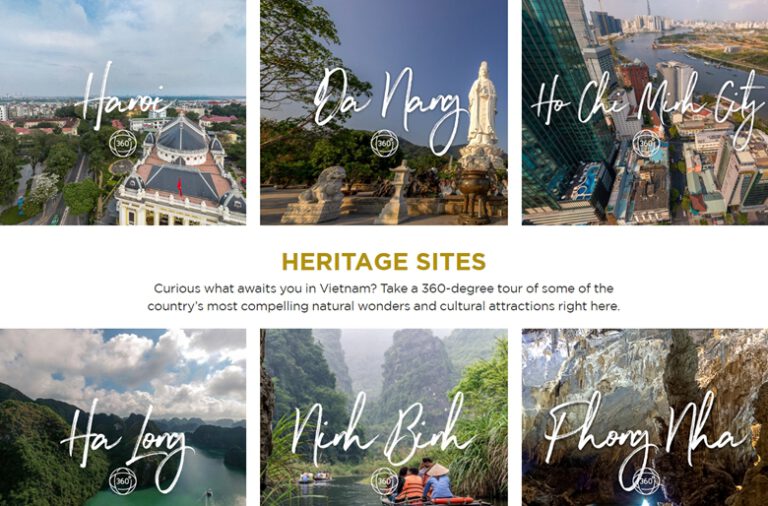 Hanoi
360°
Da Nang
360°
Ho Chi Minh City
360°
HERITAGE SITES
Curious what awaits you in Vietnam? Take a 360-degree tour of some of the
country's most compelling natural wonders and cultural attractions right here.
Ha Long
360°
Ninh Binh
360°
Phong Nha
360°